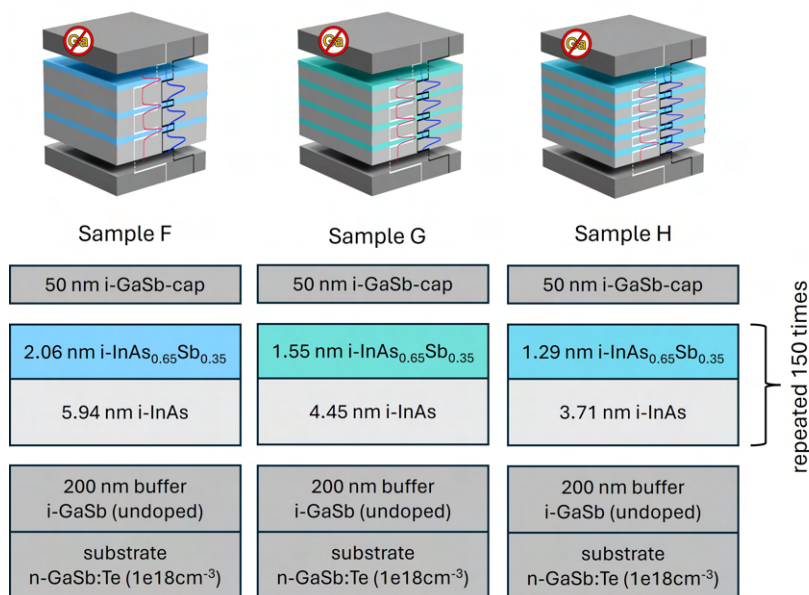 Ga
Ga
Ga
Sample F
Sample G
Sample H
50 nm i-GaSb-cap
50 nm i-GaSb-cap
50 nm i-GaSb-cap
2.06 nm i-InAs0.65Sb0.35
1.55 nm i-InAs0.65Sb0.35
1.29 nm i-InAs0.65Sb0.35
5.94 nm i-InAs
4.45 nm i-InAs
3.71 nm i-InAs
repeated 150 times
200 nm buffer
i-GaSb (undoped)
200 nm buffer
i-GaSb (undoped)
200 nm buffer
i-GaSb (undoped)
substrate
n-GaSb:Te (1e18cm-3)
substrate
n-GaSb:Te (1e18cm-3)
substrate
n-GaSb:Te (1e18cm-3)